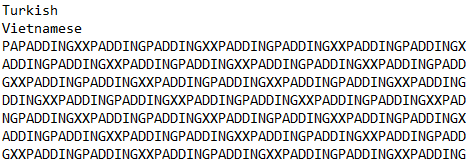 Turkish
Vietnamese
PAPADDINGXXPADDINGPADDINGXXPADDINGPADDINGXXPADDINGPADDINGX
ADDINGPADDINGXXPADDINGPADDINGXXPADDINGPADDINGXXPADDINGPADD
GXXPADDINGPADDINGXXPADDINGPADDINGXXPADDINGPADDINGXXPADDING
DDINGXXPADDINGPADDINGXXPADDINGPADDINGXXPADDINGPADDINGXXPAD
NGPADDINGXXPADDINGPADDINGXXPADDINGPADDINGXXPADDINGPADDINGX
ADDINGPADDINGXXPADDINGPADDINGXXPADDINGPADDINGXXPADDINGPADD
GXXPADDINGPADDINGXXPADDINGPADDINGXXPADDINGPADDINGXXPADDING